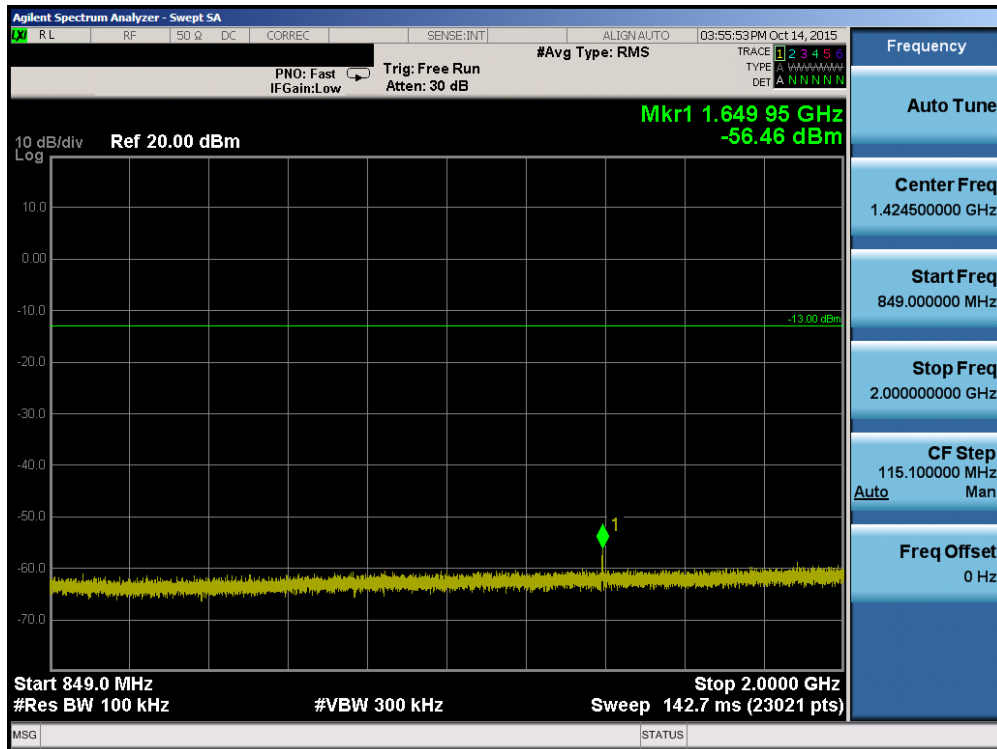 Agilent Spectrum Analyzer - Swept SA
LXI RL RF 50 Ω DC CORREC SENSE:INT ALIGN AUTO 03:55:53 PM Oct 14, 2015
#Avg Type: RMS TRACE 1 2 3 4 5 6
PNO: Fast Trig: Free Run TYPE A WWWWW
IFGain:Low Atten: 30 dB DET A N N N N N
Mkr1 1.649 95 GHz
-56.46 dBm
10 dB/div Ref 20.00 dBm
Log
10.0
0.00
-10.0
-13.00 dBm
-20.0
-30.0
-40.0
-50.0
1
-60.0
-70.0
Start 849.0 MHz Stop 2.0000 GHz
#Res BW 100 kHz #VBW 300 kHz Sweep 142.7 ms (23021 pts)
MSG STATUS
Frequency
Auto Tune
Center Freq
1.424500000 GHz
Start Freq
849.000000 MHz
Stop Freq
2.000000000 GHz
CF Step
115.100000 MHz
Auto Man
Freq Offset
0 Hz